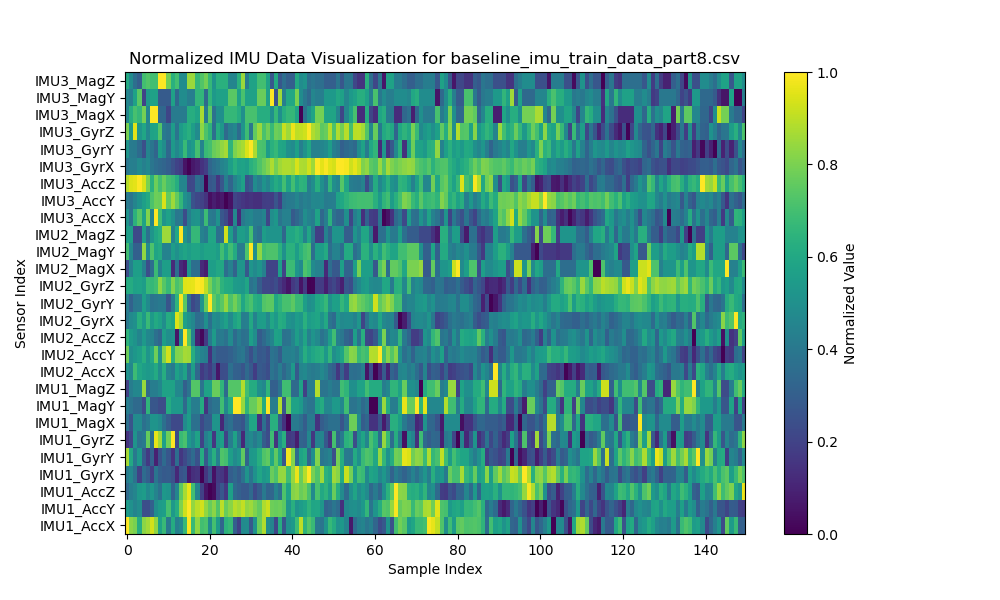 Normalized IMU Data Visualization for baseline_imu_train_data_part8.csv
IMU3_MagZ
IMU3_MagY
IMU3_MagX
IMU3_GyrZ
IMU3_GyrY
IMU3_GyrX
IMU3_AccZ
IMU3_AccY
IMU3_AccX
IMU2_MagZ
IMU2_MagY
IMU2_MagX
IMU2_GyrZ
IMU2_GyrY
IMU2_GyrX
IMU2_AccZ
IMU2_AccY
IMU2_AccX
IMU1_MagZ
IMU1_MagY
IMU1_MagX
IMU1_GyrZ
IMU1_GyrY
IMU1_GyrX
IMU1_AccZ
IMU1_AccY
IMU1_AccX
Sensor Index
0 20 40 60 80 100 120 140
Sample Index
1.0
0.8
0.6
0.4
0.2
0.0
Normalized Value